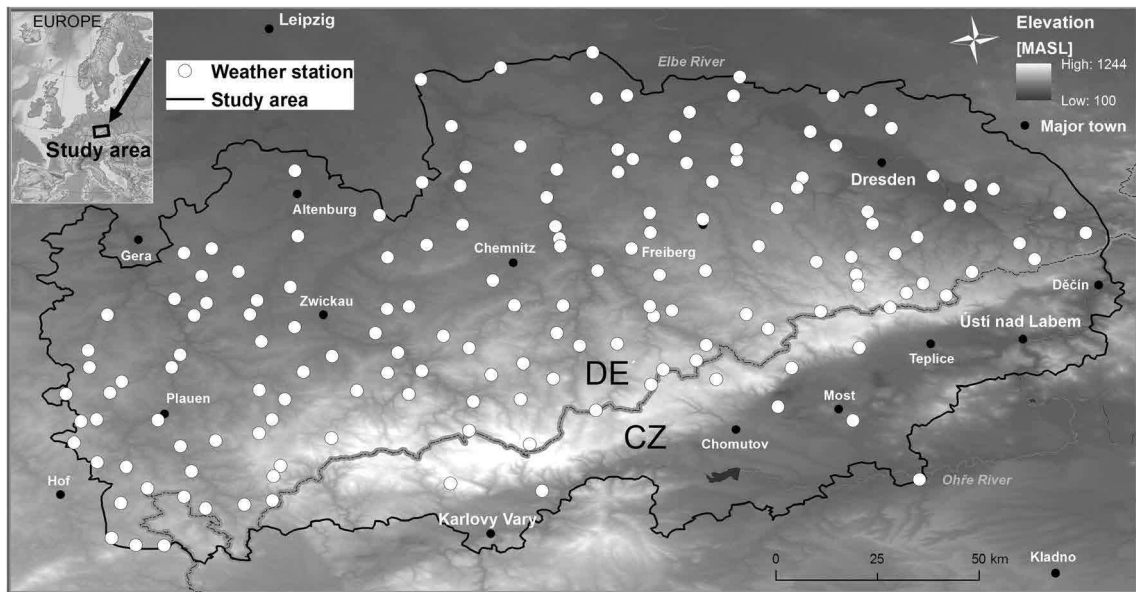 EUROPE
Study area
Leipzig
Weather station
Study area
Elbe River
Elevation
[MASL]
High: 1244
Low: 100
Major town
Dresden
Altenburg
Gera
Chemnitz
Freiberg
Zwickau
Děčín
Ústí nad Labem
Teplice
DE
Plauen
Most
CZ
Chomutov
Hof
Ohře River
Karlovy Vary
0 25 50 km
Kladno